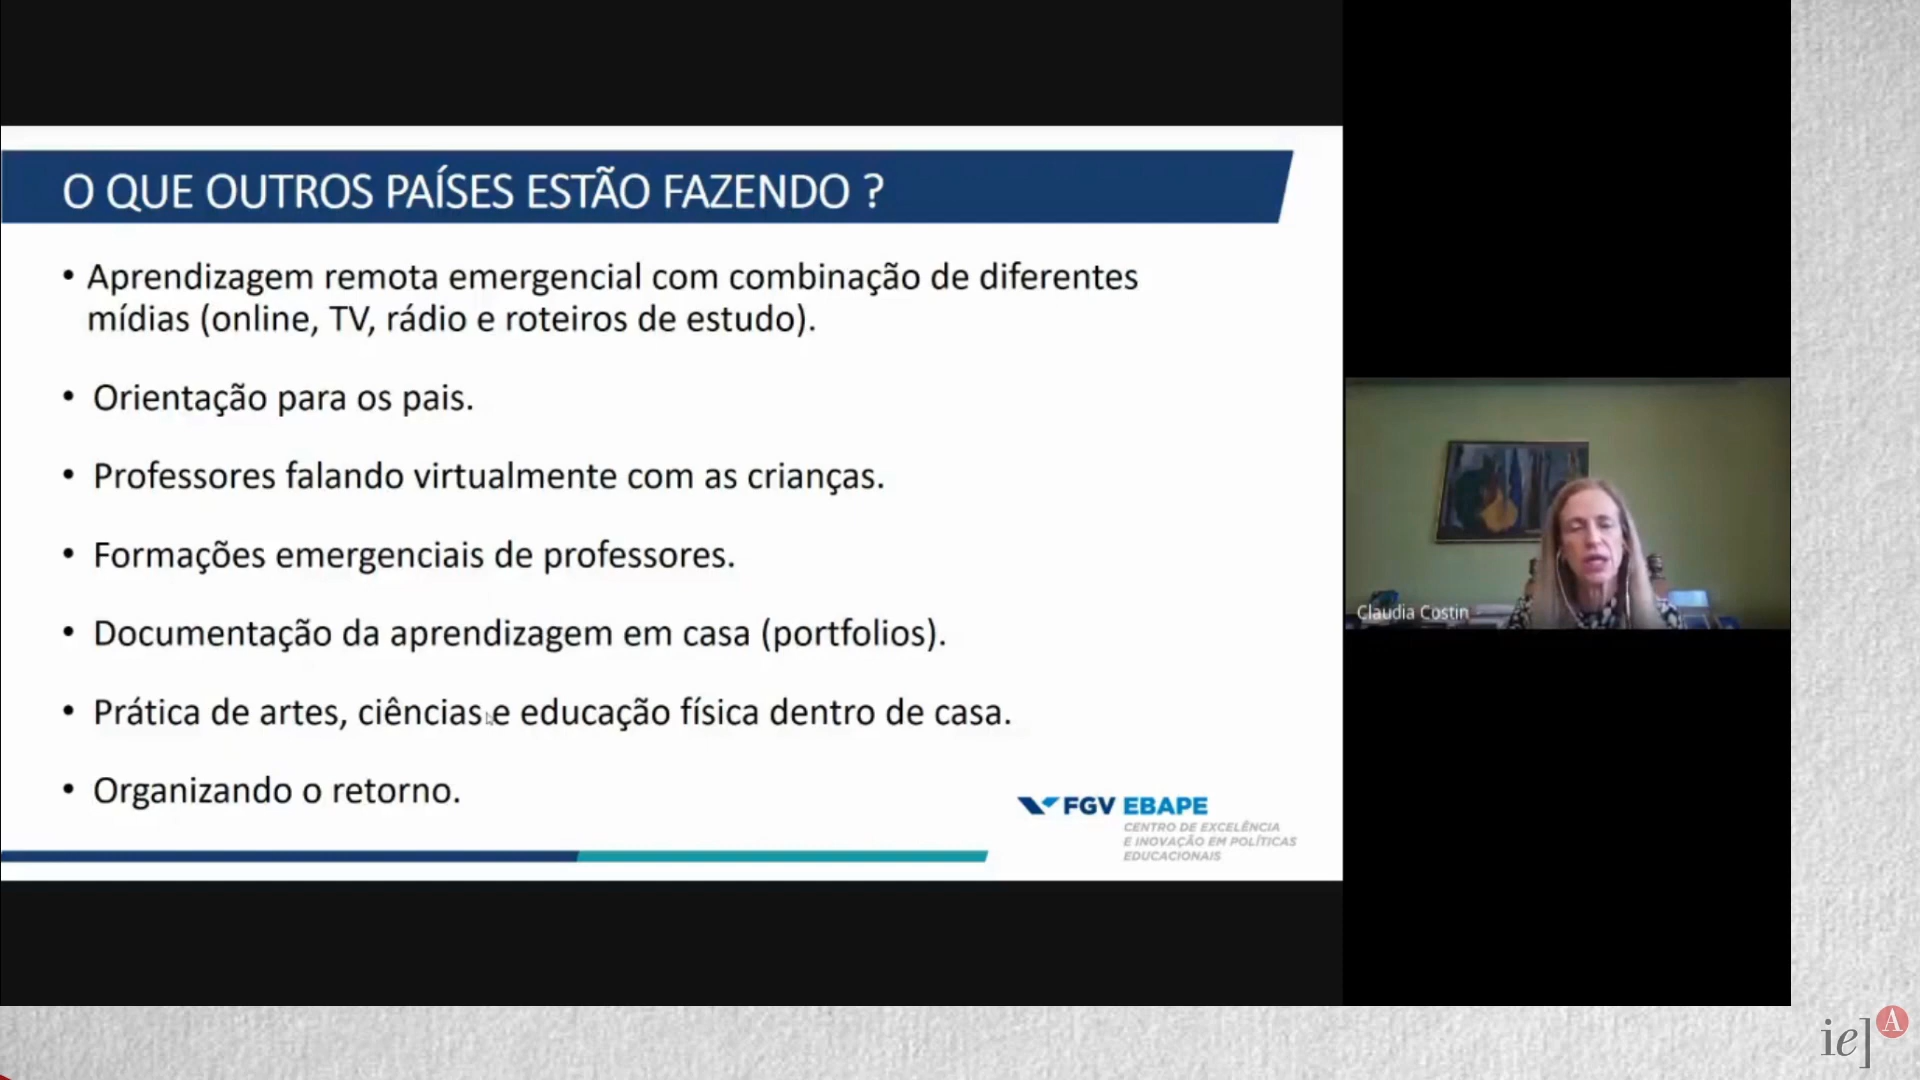 O QUE OUTROS PAÍSES ESTÃO FAZENDO ?
• Aprendizagem remota emergencial com combinação de diferentes
mídias (online, TV, rádio e roteiros de estudo).
• Orientação para os pais.
• Professores falando virtualmente com as crianças.
• Formações emergenciais de professores.
• Documentação da aprendizagem em casa (portfolios).
• Prática de artes, ciências e educação física dentro de casa.
• Organizando o retorno.
FGV EBAPE
CENTRO DE EXCELÊNCIA
E INOVAÇÃO EM POLÍTICAS
EDUCACIONAIS
Claudia Costin
ie] A